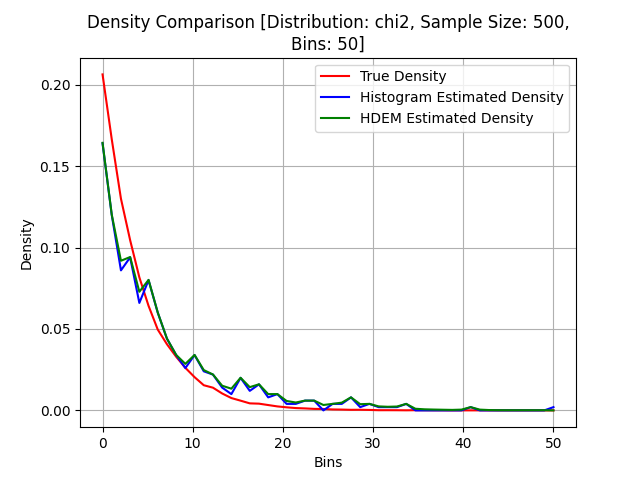 Density Comparison [Distribution: chi2, Sample Size: 500,
Bins: 50]
True Density
Histogram Estimated Density
HDEM Estimated Density
Density
0.20
0.15
0.10
0.05
0.00
0 10 20 30 40 50
Bins